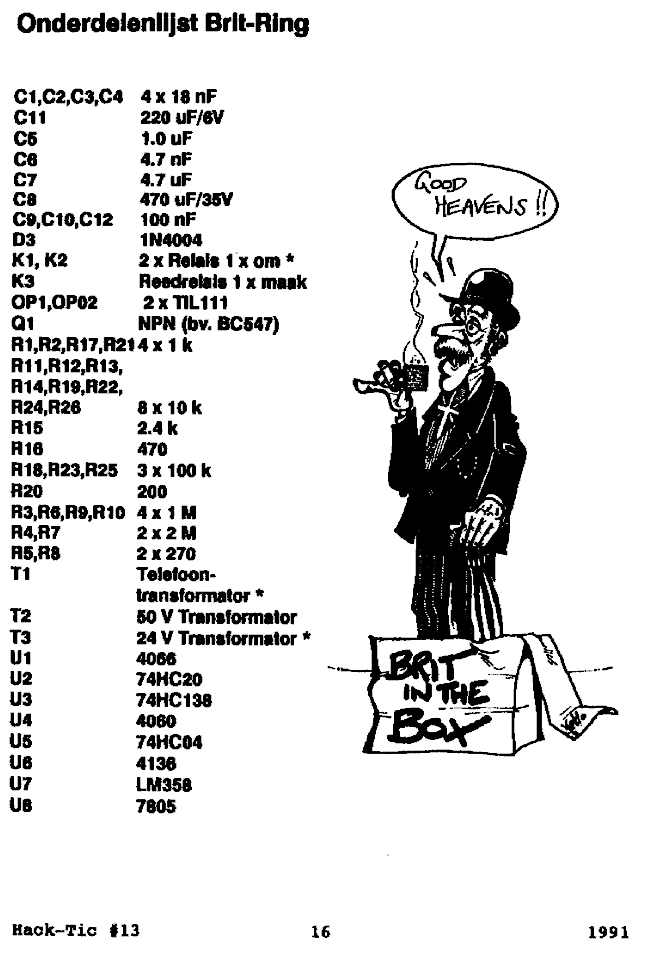 Onderdelenlijst Brit-Ring
C1,C2,C3,C4 4 x 18 nF
C11 220 uF/6V
C5 1.0 uF
C6 4.7 nF
C7 4.7 uF
C8 470 uF/35V
C9,C10,C12 100 nF
D3 1N4004
K1, K2 2 x Relais 1 x om *
K3 Reedrelais 1 x maak
OP1,OP02 2 x TIL111
Q1 NPN (bv. BC547)
R1,R2,R17,R21 4 x 1 k
R11,R12,R13,
R14,R19,R22,
R24,R26 8 x 10 k
R15 2.4 k
R16 470
R18,R23,R25 3 x 100 k
R20 200
R3,R6,R9,R10 4 x 1 M
R4,R7 2 x 2 M
R5,R8 2 x 270
T1 Telefoon-
transformator *
T2 50 V Transformator
T3 24 V Transformator *
U1 4066
U2 74HC20
U3 74HC138
U4 4060
U5 74HC04
U6 4136
U7 LM358
U8 7805
GOOD
HEAVENS !!
BRIT
IN THE
BOX
Hack-Tic #13 16 1991